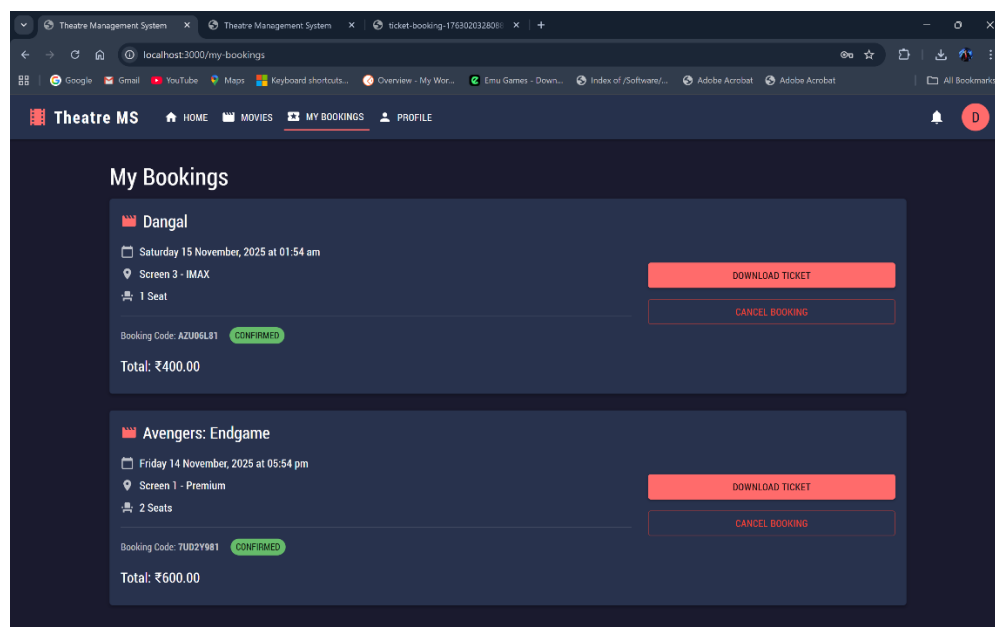 Theatre Management System
Theatre Management System
ticket-booking-1763020328088
localhost:3000/my-bookings
Google Gmail YouTube Maps Keyboard shortcuts... Overview - My Wor... Emu Games - Down... Index of /Software/... Adobe Acrobat Adobe Acrobat All Bookmarks
Theatre MS HOME MOVIES MY BOOKINGS PROFILE D
My Bookings
Dangal
Saturday 15 November, 2025 at 01:54 am
Screen 3 - IMAX
DOWNLOAD TICKET
1 Seat
CANCEL BOOKING
Booking Code: AZU06L81 CONFIRMED
Total: ₹400.00
Avengers: Endgame
Friday 14 November, 2025 at 05:54 pm
Screen 1 - Premium
DOWNLOAD TICKET
2 Seats
CANCEL BOOKING
Booking Code: 7UD2Y981 CONFIRMED
Total: ₹600.00